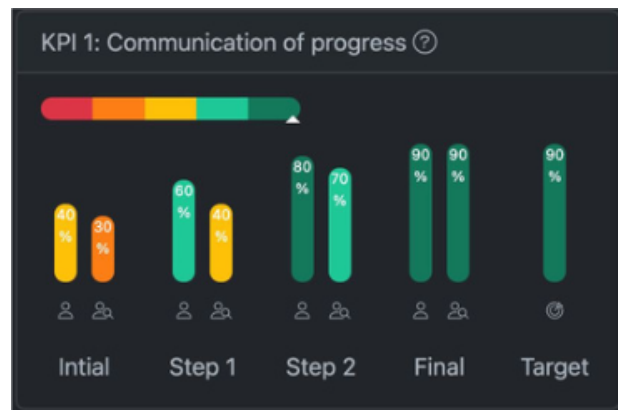 KPI 1: Communication of progress ?
40 % 30 % 60 % 40 % 80 % 70 % 90 % 90 % 90 %
Intial Step 1 Step 2 Final Target